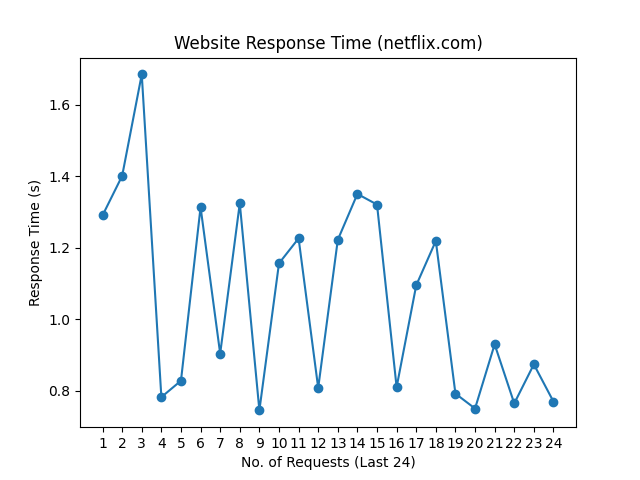 Website Response Time (netflix.com)
Response Time (s)
1.6
1.4
1.2
1.0
0.8
1 2 3 4 5 6 7 8 9 10 11 12 13 14 15 16 17 18 19 20 21 22 23 24
No. of Requests (Last 24)